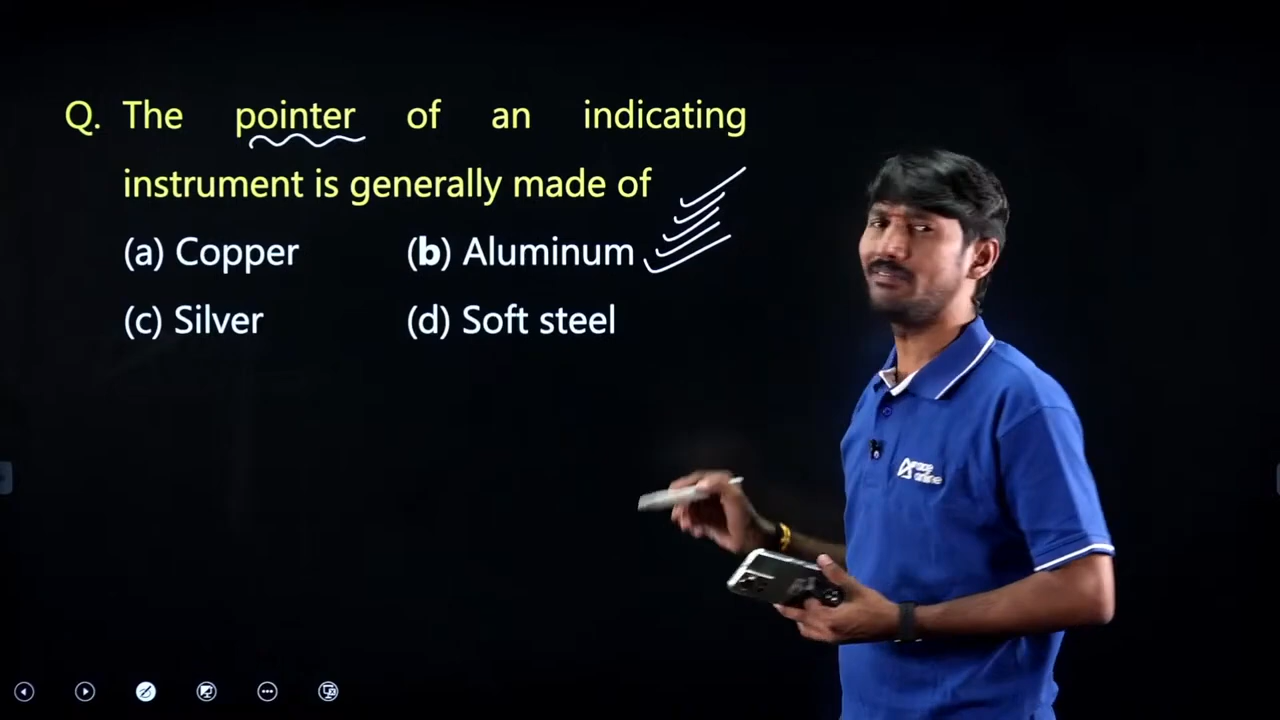 Q. The pointer of an indicating
instrument is generally made of
(a) Copper (b) Aluminum
(c) Silver (d) Soft steel